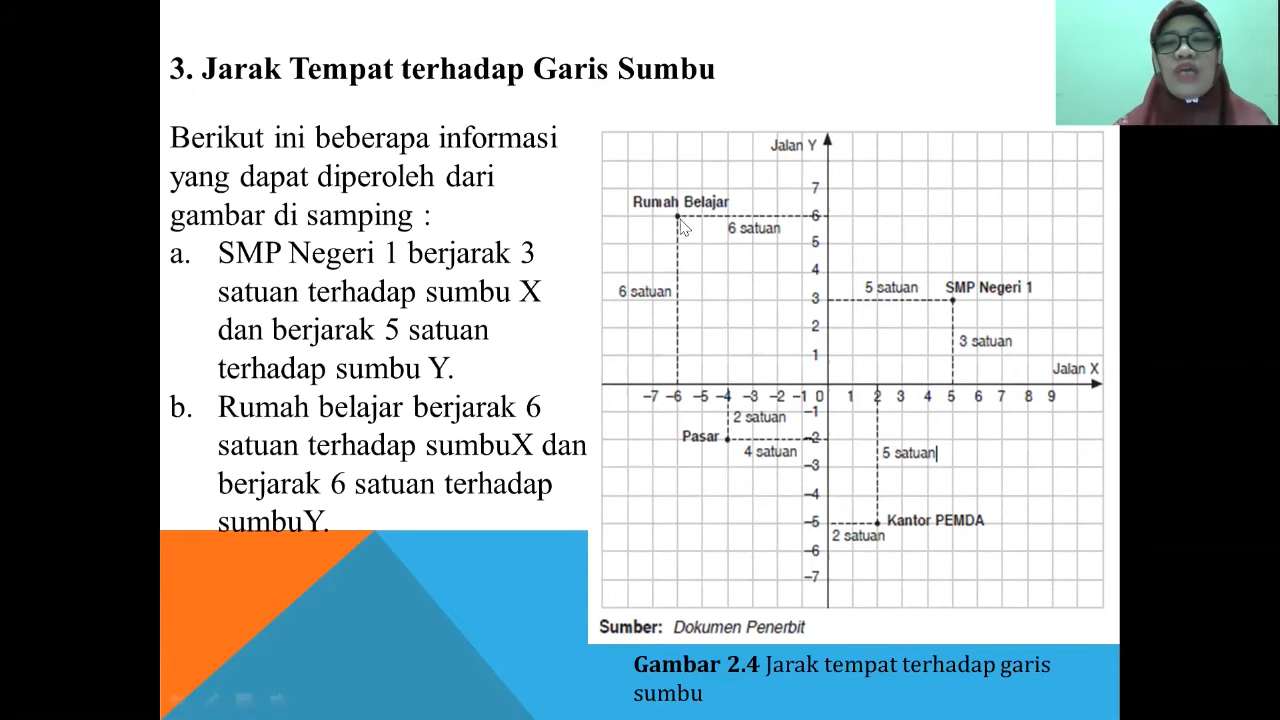 3. Jarak Tempat terhadap Garis Sumbu
Berikut ini beberapa informasi
yang dapat diperoleh dari
gambar di samping :
a. SMP Negeri 1 berjarak 3
satuan terhadap sumbu X
dan berjarak 5 satuan
terhadap sumbu Y.
b. Rumah belajar berjarak 6
satuan terhadap sumbuX dan
berjarak 6 satuan terhadap
sumbuY.
Jalan Y
7
Rumah Belajar
6
6 satuan
5
4
6 satuan
5 satuan
SMP Negeri 1
3
2
3 satuan
1
Jalan X
–7 –6 –5 –4 –3 –2 –1 0 1 2 3 4 5 6 7 8 9
–1
2 satuan
Pasar
–2
4 satuan
5 satuan
–3
–4
–5
Kantor PEMDA
2 satuan
–6
–7
Sumber: Dokumen Penerbit
Gambar 2.4 Jarak tempat terhadap garis
sumbu